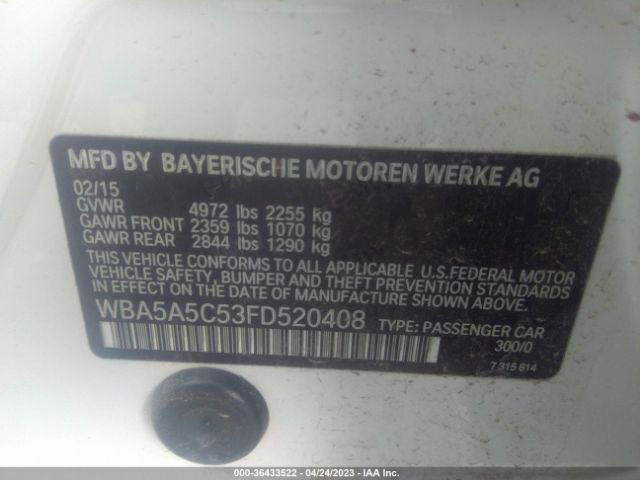 MFD BY BAYERISCHE MOTOREN WERKE AG
02/15
GVWR 4972 lbs 2255 kg
GAWR FRONT 2359 lbs 1070 kg
GAWR REAR 2844 lbs 1290 kg
THIS VEHICLE CONFORMS TO ALL APPLICABLE U.S.FEDERAL MOTOR
VEHICLE SAFETY, BUMPER AND THEFT PREVENTION STANDARDS
IN EFFECT ON THE DATE OF MANUFACTURE SHOWN ABOVE.
WBA5A5C53FD520408 TYPE: PASSENGER CAR
300/0
7 315 814
000-36433522 - 04/24/2023 - IAA Inc.